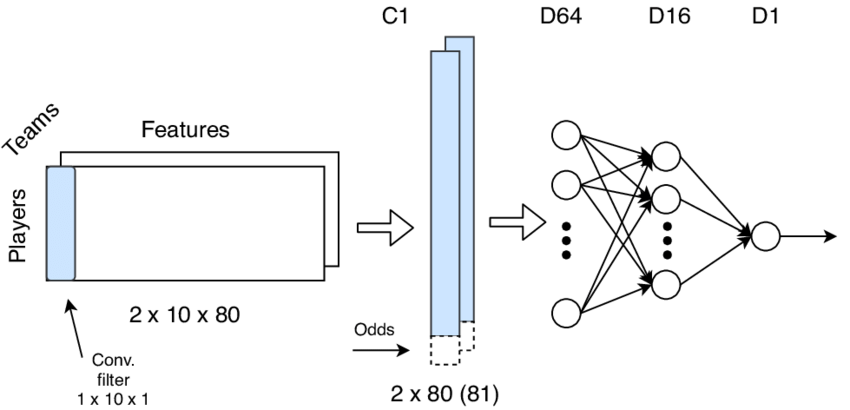 C1
D64
D16
D1
Teams
Features
Players
2 x 10 x 80
Conv.
filter
1 x 10 x 1
Odds
2 x 80 (81)